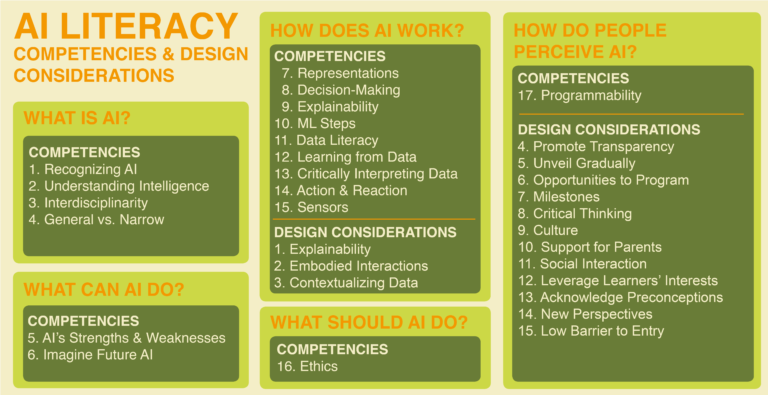 AI LITERACY
COMPETENCIES & DESIGN
CONSIDERATIONS
WHAT IS AI?
COMPETENCIES
1. Recognizing AI
2. Understanding Intelligence
3. Interdisciplinarity
4. General vs. Narrow
WHAT CAN AI DO?
COMPETENCIES
5. AI's Strengths & Weaknesses
6. Imagine Future AI
HOW DOES AI WORK?
COMPETENCIES
7. Representations
8. Decision-Making
9. Explainability
10. ML Steps
11. Data Literacy
12. Learning from Data
13. Critically Interpreting Data
14. Action & Reaction
15. Sensors
DESIGN CONSIDERATIONS
1. Explainability
2. Embodied Interactions
3. Contextualizing Data
WHAT SHOULD AI DO?
COMPETENCIES
16. Ethics
HOW DO PEOPLE
PERCEIVE AI?
COMPETENCIES
17. Programmability
DESIGN CONSIDERATIONS
4. Promote Transparency
5. Unveil Gradually
6. Opportunities to Program
7. Milestones
8. Critical Thinking
9. Culture
10. Support for Parents
11. Social Interaction
12. Leverage Learners' Interests
13. Acknowledge Preconceptions
14. New Perspectives
15. Low Barrier to Entry